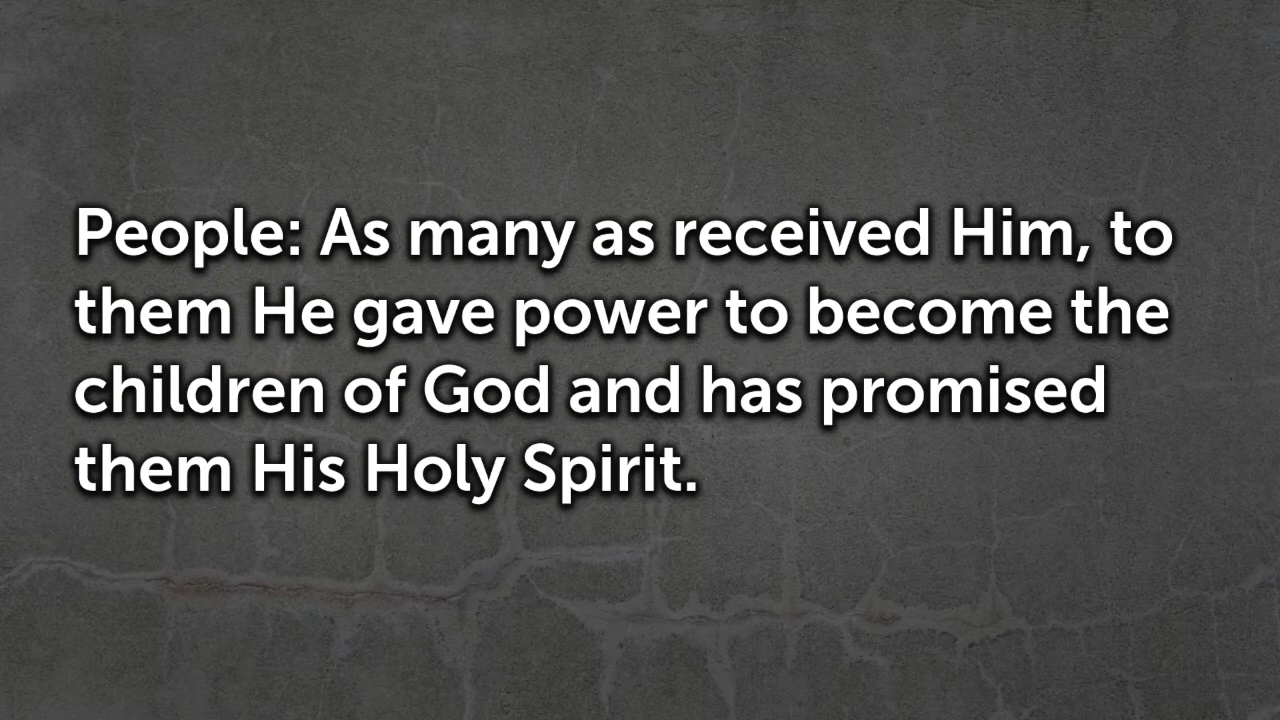 People: As many as received Him, to
them He gave power to become the
children of God and has promised
them His Holy Spirit.